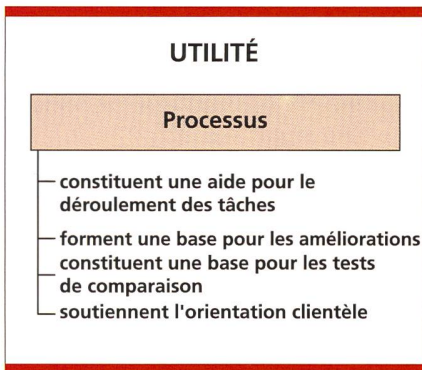 UTILITÉ
Processus
constituent une aide pour le
déroulement des tâches
forment une base pour les améliorations
constituent une base pour les tests
de comparaison
soutiennent l'orientation clientèle